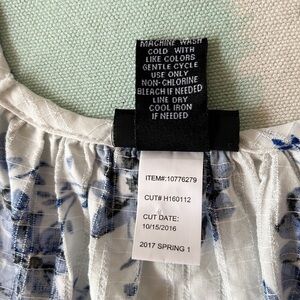 MACHINE WASH
COLD WITH
LIKE COLORS
GENTLE CYCLE
USE ONLY
NON-CHLORINE
BLEACH IF NEEDED
LINE DRY
COOL IRON
IF NEEDED
ITEM#:10776279
CUT# H160112
CUT DATE:
10/15/2016
2017 SPRING 1